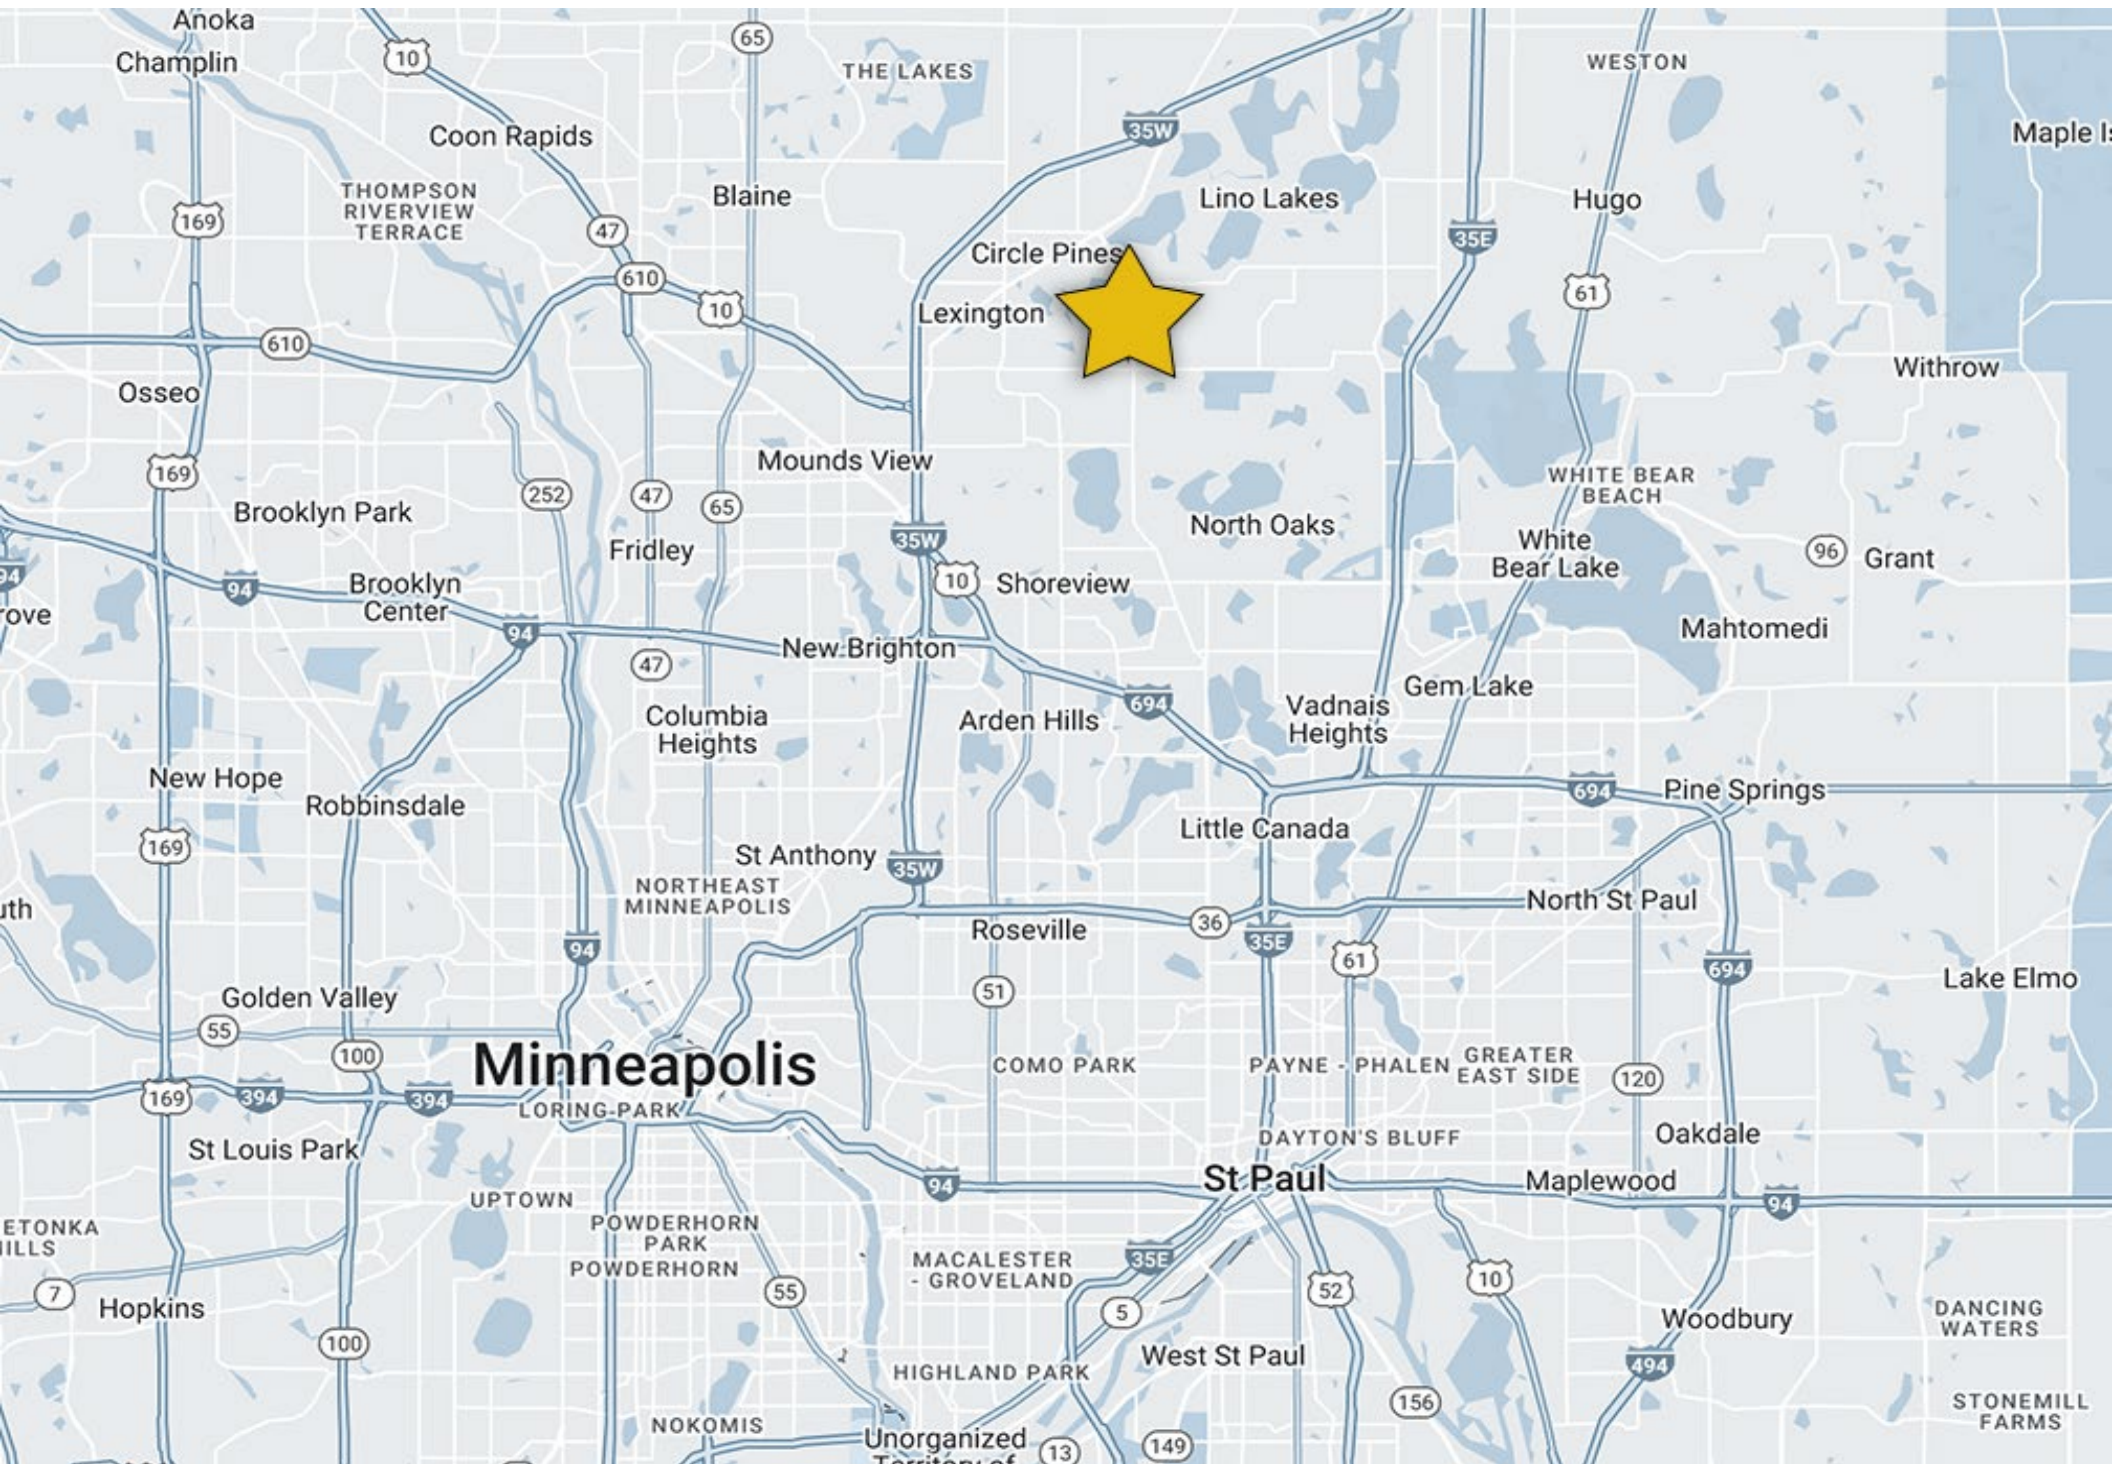 Anoka
Champlin
10
65
THE LAKES
WESTON
35W
Maple
Coon Rapids
THOMPSON
RIVERVIEW
TERRACE
Blaine
Lino Lakes
Hugo
169
47
35E
Circle Pines
610
10
61
Lexington
610
Withrow
Osseo
Mounds View
169
252
47
65
WHITE BEAR
BEACH
Brooklyn Park
North Oaks
35W
Fridley
White
Bear Lake
96
Grant
94
94
Brooklyn
Center
10
Shoreview
rove
94
Mahtomedi
New Brighton
47
Gem Lake
694
Columbia
Heights
Arden Hills
Vadnais
Heights
New Hope
694
Pine Springs
Robbinsdale
Little Canada
169
St Anthony
35W
NORTHEAST
MINNEAPOLIS
uth
North St Paul
Roseville
36
35E
94
61
694
Golden Valley
51
Lake Elmo
55
100
Minneapolis
COMO PARK
PAYNE - PHALEN
GREATER
EAST SIDE
120
169
394
394
LORING-PARK
St Louis Park
DAYTON'S BLUFF
Oakdale
94
St Paul
Maplewood
94
UPTOWN
ETONKA
ILLS
POWDERHORN
PARK
POWDERHORN
MACALESTER
- GROVELAND
35E
7
Hopkins
55
5
52
10
Woodbury
DANCING
WATERS
100
West St Paul
494
HIGHLAND PARK
156
STONEMILL
FARMS
NOKOMIS
Unorganized
Territory of
13
149